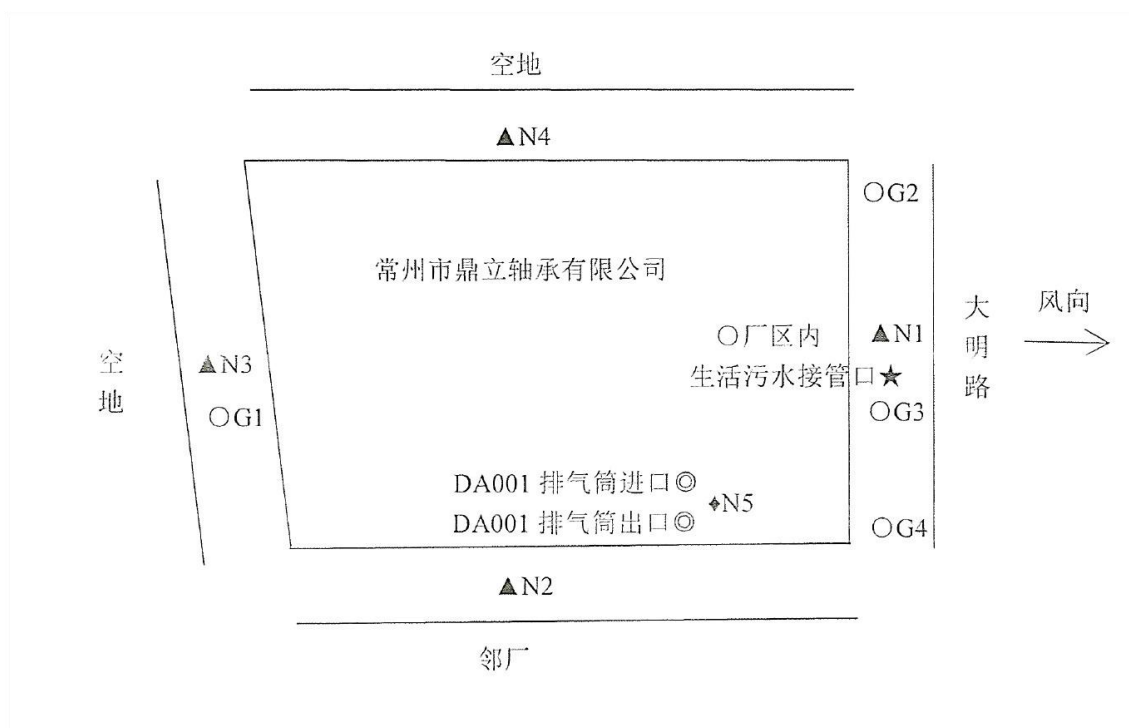 空地
▲N4
○G2
常州市鼎立轴承有限公司
大明路
风向
○厂区内
▲N1
空地
▲N3
生活污水接管口★
○G1
○G3
DA001 排气筒进口◎
◆N5
DA001 排气筒出口◎
○G4
▲N2
邻厂